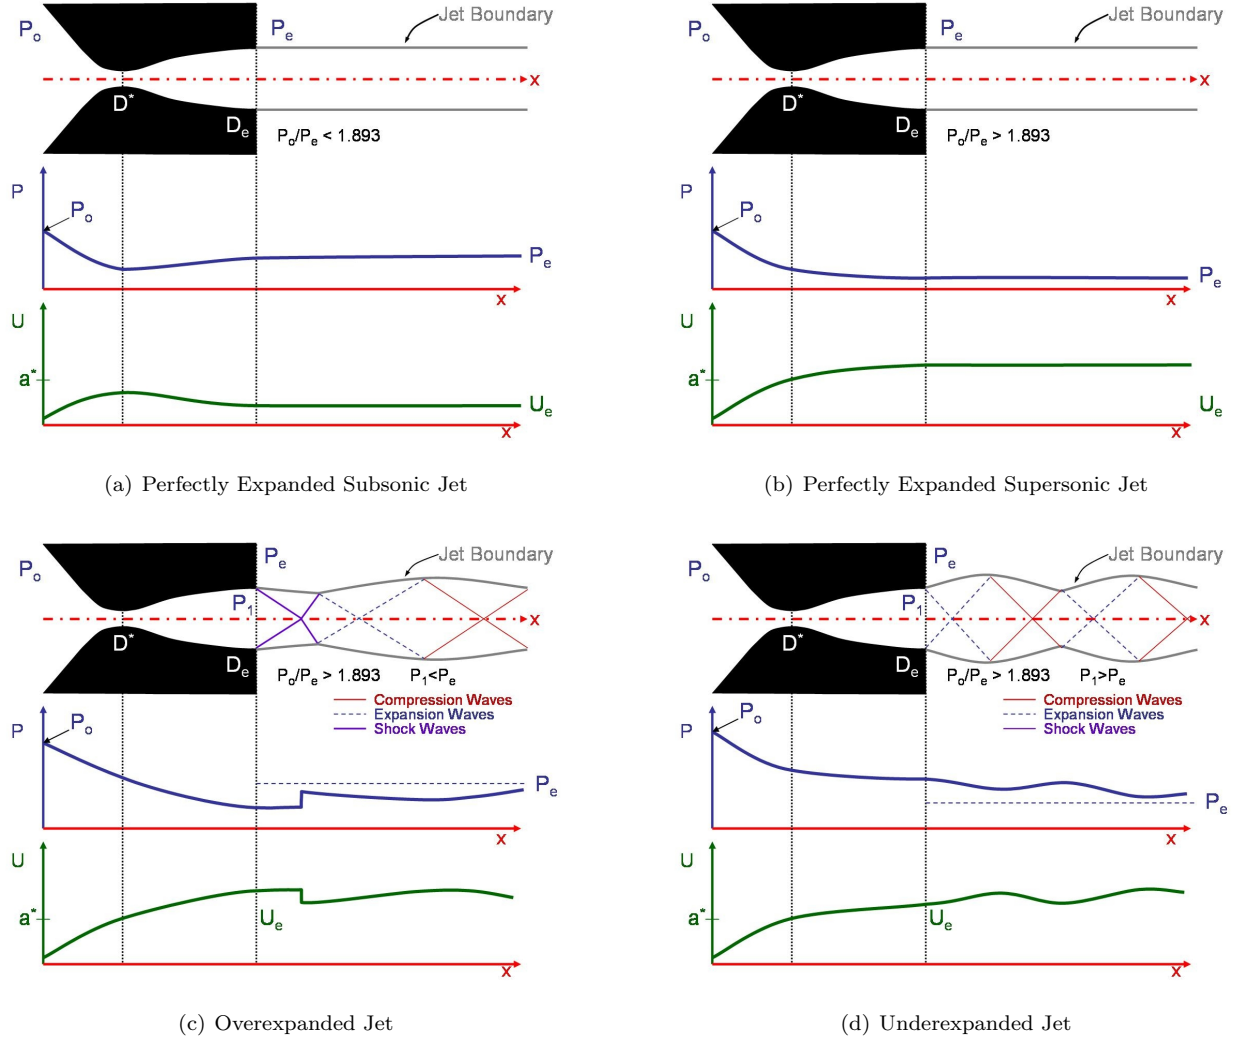 Jet Boundary
Pₒ
Pₑ
x
D*
Dₑ
Pₒ/Pₑ < 1.893
P
Pₒ
Pₑ
x
U
a*
Uₑ
x
(a) Perfectly Expanded Subsonic Jet
Jet Boundary
Pₒ
Pₑ
x
D*
Dₑ
Pₒ/Pₑ > 1.893
P
Pₒ
Pₑ
x
U
a*
Uₑ
x
(b) Perfectly Expanded Supersonic Jet
Jet Boundary
Pₑ
Pₒ
P₁
x
D*
Dₑ
Pₒ/Pₑ > 1.893 P₁<Pₑ
Compression Waves
Expansion Waves
Shock Waves
P
Pₒ
Pₑ
x
U
a*
Uₑ
x
(c) Overexpanded Jet
Jet Boundary
Pₑ
Pₒ
P₁
x
D*
Dₑ
Pₒ/Pₑ > 1.893 P₁>Pₑ
Compression Waves
Expansion Waves
Shock Waves
P
Pₒ
Pₑ
x
U
a*
Uₑ
x
(d) Underexpanded Jet